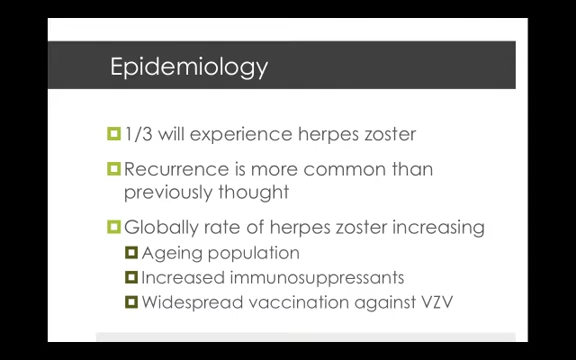 Epidemiology
1/3 will experience herpes zoster
Recurrence is more common than
previously thought
Globally rate of herpes zoster increasing
Ageing population
Increased immunosuppressants
Widespread vaccination against VZV